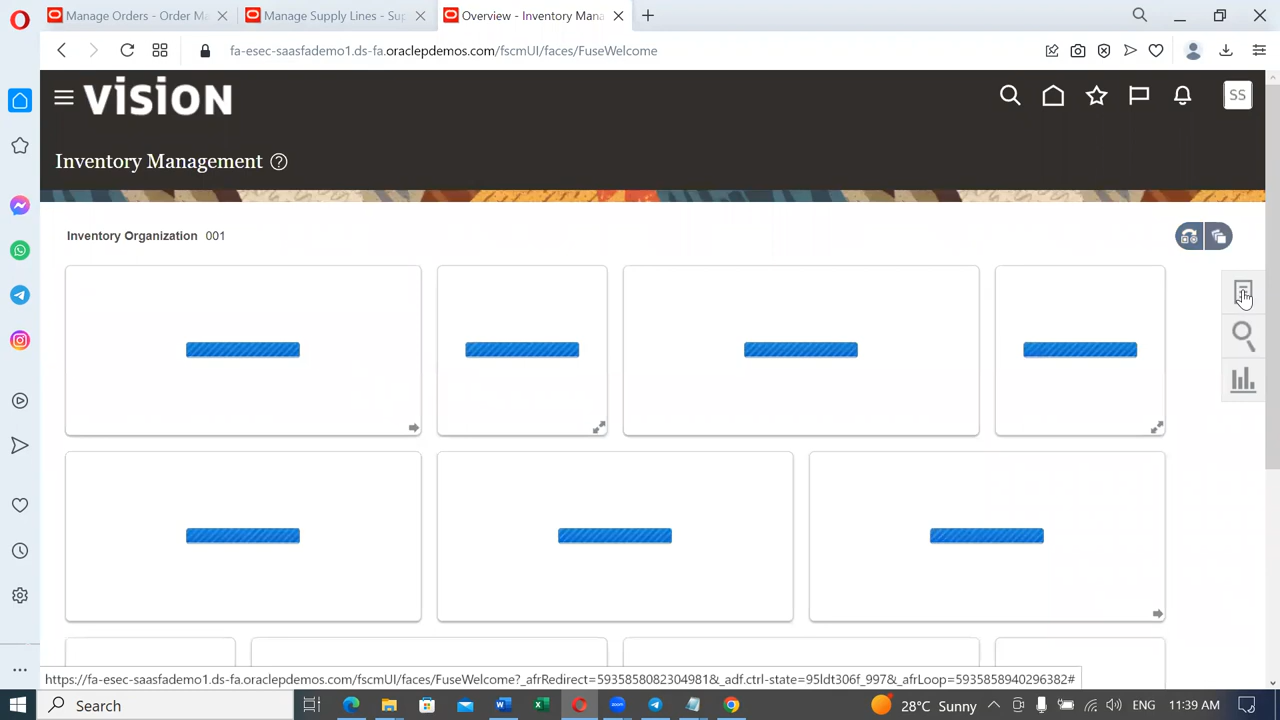 Manage Orders - Order M
Manage Supply Lines - Sup
Overview - Inventory Mana
fa-esec-saasfademo1.ds-fa.oraclepdemos.com/fscmUI/faces/FuseWelcome
VISION
SS
Inventory Management ?
Inventory Organization 001
https://fa-esec-saasfademo1.ds-fa.oraclepdemos.com/fscmUI/faces/FuseWelcome?_afrRedirect=5935858082304981&_adf.ctrl-state=95ldt306f_997&_afrLoop=5935858940296382#
Search
zoom
28°C Sunny
ENG
11:39 AM